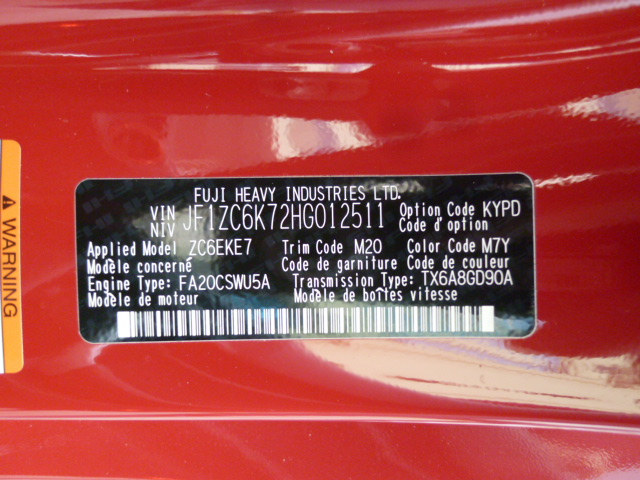 WARNING
FUJI HEAVY INDUSTRIES LTD.
VIN NIV JF1ZC6K72HG012511 Option Code KYPD
Code d'option
Applied Model ZC6EKE7 Trim Code M20 Color Code M7Y
Modèle concerné Code de garniture Code de couleur
Engine Type FA20CSWU5A Transmission Type TX6A8GD90A
Modèle de moteur Modèle de boîtes vitesse